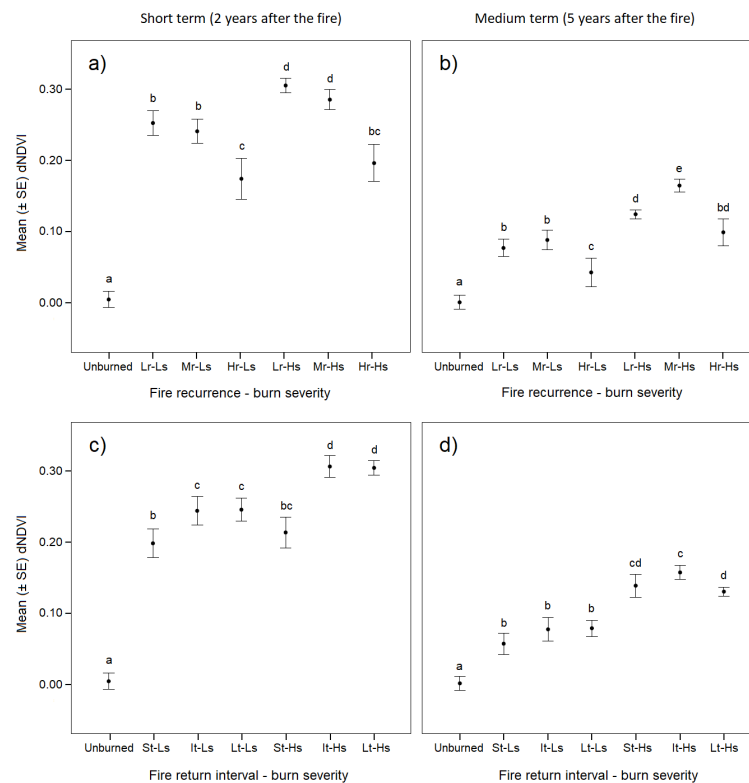 Short term (2 years after the fire)
Medium term (5 years after the fire)
a)
b)
Mean (± SE) dNDVI
0.30
0.20
0.10
0.00
a
b
b
c
d
d
bc
a
b
b
c
d
e
bd
Unburned Lr-Ls Mr-Ls Hr-Ls Lr-Hs Mr-Hs Hr-Hs
Unburned Lr-Ls Mr-Ls Hr-Ls Lr-Hs Mr-Hs Hr-Hs
Fire recurrence - burn severity
Fire recurrence - burn severity
c)
d)
Mean (± SE) dNDVI
0.30
0.20
0.10
0.00
a
b
c
c
bc
d
d
a
b
b
b
cd
c
d
Unburned St-Ls It-Ls Lt-Ls St-Hs It-Hs Lt-Hs
Unburned St-Ls It-Ls Lt-Ls St-Hs It-Hs Lt-Hs
Fire return interval - burn severity
Fire return interval - burn severity